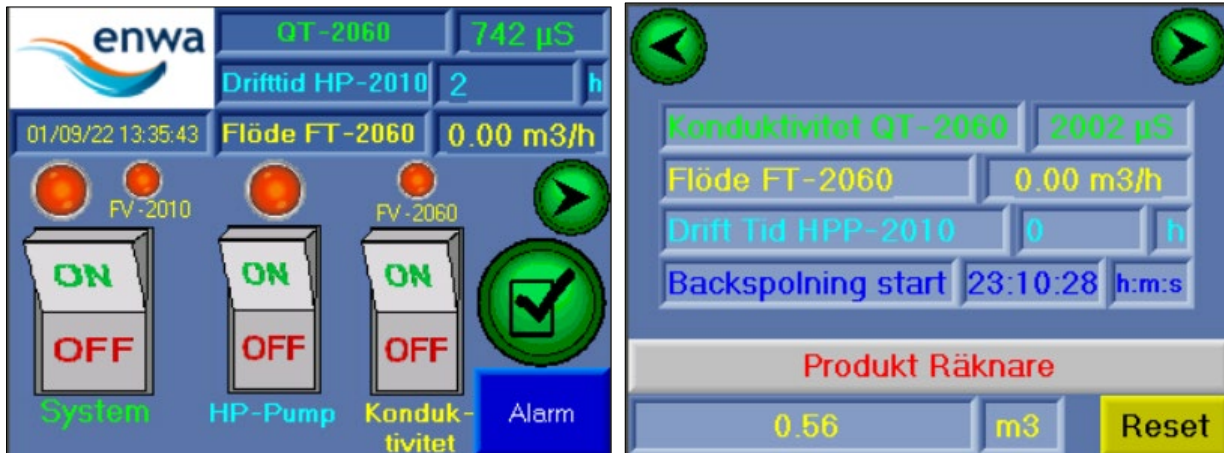 enwa
QT-2060 742 µS
Drifttid HP-2010 2 h
01/09/22 13:35:43 Flöde FT-2060 0.00 m3/h
FV-2010 FV-2060
ON ON ON
OFF OFF OFF
System HP-Pump Konduk-
tivitet
Alarm
Konduktivitet QT-2060 2002 µS
Flöde FT-2060 0.00 m3/h
Drift Tid HPP-2010 0 h
Backspolning start 23:10:28 h:m:s
Produkt Räknare
0.56 m3 Reset